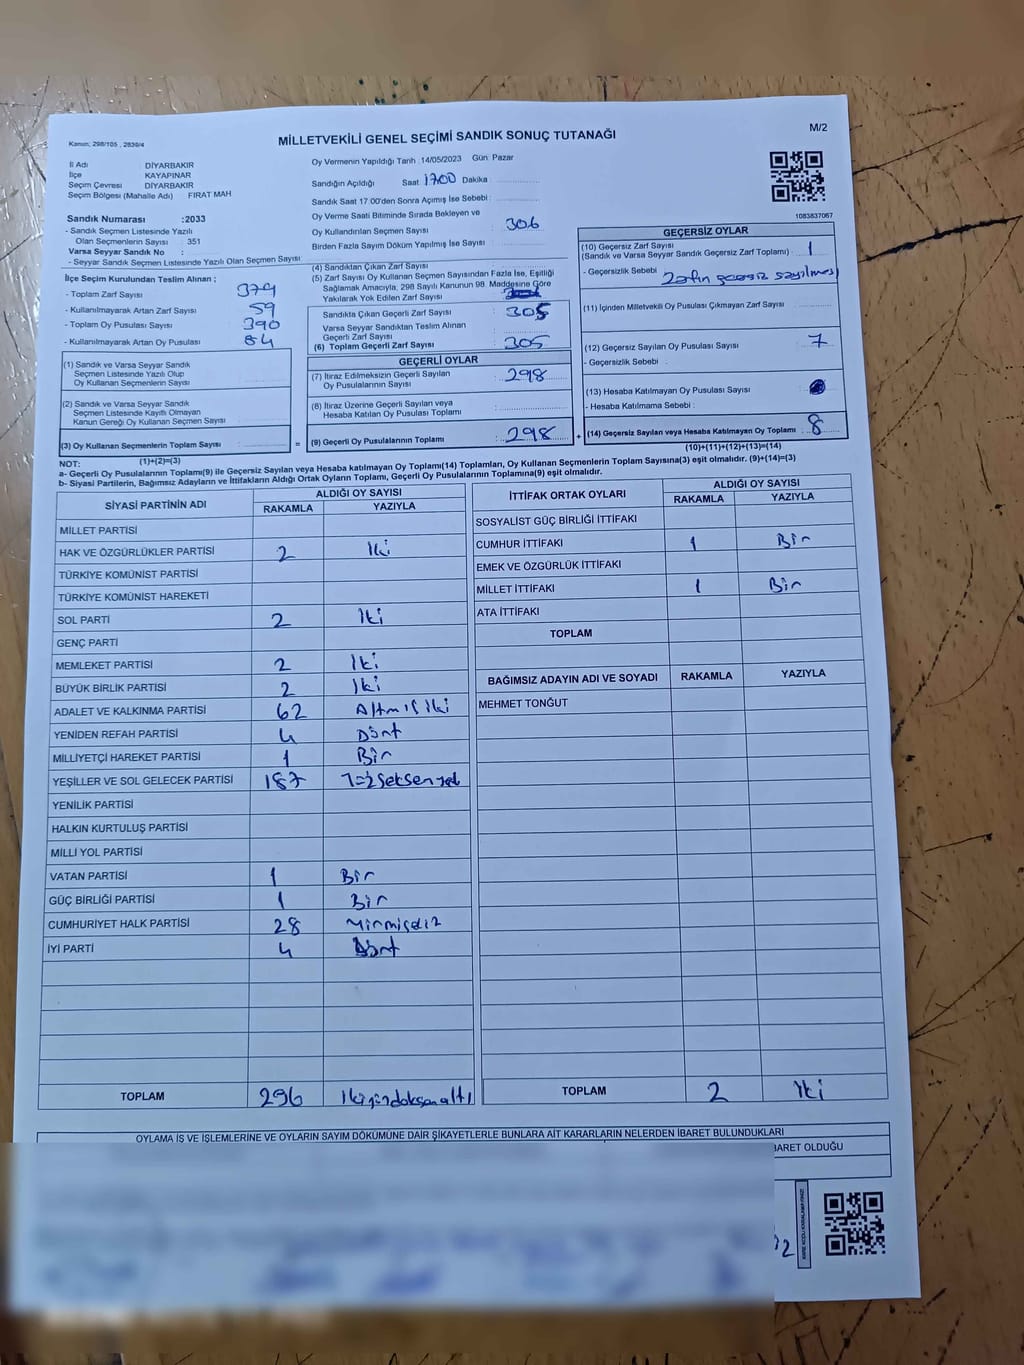 M/2
Kanun: 298/105 , 2839/4
MİLLETVEKİLİ GENEL SEÇİMİ SANDIK SONUÇ TUTANAĞI
İl Adı DİYARBAKIR
İlçe KAYAPINAR
Seçim Çevresi DİYARBAKIR
Seçim Bölgesi (Mahalle Adı) FIRAT MAH
Sandık Numarası :2033
- Sandık Seçmen Listesinde Yazılı
Olan Seçmenlerin Sayısı : 351
Varsa Seyyar Sandık No :
- Seyyar Sandık Seçmen Listesinde Yazılı Olan Seçmen Sayısı
Oy Vermenin Yapıldığı Tarih :14/05/2023 Gün: Pazar
Sandığın Açıldığı Saat: 1700 Dakika :
Sandık Saat 17.00'den Sonra Açımış İse Sebebi :
Oy Verme Saati Bitiminde Sırada Bekleyen ve
Oy Kullandırılan Seçmen Sayısı : 306
Birden Fazla Sayım Döküm Yapılmış İse Sayısı :
1083837067
İlçe Seçim Kurulundan Teslim Alınan ;
- Toplam Zarf Sayısı : 379
- Kullanılmayarak Artan Zarf Sayısı : 59
- Toplam Oy Pusulası Sayısı : 390
- Kullanılmayarak Artan Oy Pusulası : 84
(1) Sandık ve Varsa Seyyar Sandık
Seçmen Listesinde Yazılı Olup
Oy Kullanan Seçmenlerin Sayısı
(2) Sandık ve Varsa Seyyar Sandık
Seçmen Listesinde Kayıtlı Olmayan
Kanun Gereği Oy Kullanan Seçmen Sayısı
(3) Oy Kullanan Seçmenlerin Toplam Sayısı
(1)+(2)=(3)
(4) Sandıktan Çıkan Zarf Sayısı :
(5) Zarf Sayısı Oy Kullanan Seçmen Sayısından Fazla İse, Eşitliği
Sağlamak Amacıyla, 298 Sayılı Kanunun 98. Maddesine Göre
Yakılarak Yok Edilen Zarf Sayısı :
Sandıkta Çıkan Geçerli Zarf Sayısı : 305
Varsa Seyyar Sandıktan Teslim Alınan
Geçerli Zarf Sayısı
(6) Toplam Geçerli Zarf Sayısı : 305
GEÇERLİ OYLAR
(7) İtiraz Edilmeksizin Geçerli Sayılan
Oy Pusulalarının Sayısı : 298
(8) İtiraz Üzerine Geçerli Sayılan veya
Hesaba Katılan Oy Pusulası Toplamı :
= (9) Geçerli Oy Pusulalarının Toplamı : 298 +
GEÇERSİZ OYLAR
(10) Geçersiz Zarf Sayısı
(Sandık ve Varsa Seyyar Sandık Geçersiz Zarf Toplamı) : 1
- Geçersizlik Sebebi : Zarfın geçersiz sayılması
(11) İçinden Milletvekili Oy Pusulası Çıkmayan Zarf Sayısı :
(12) Geçersiz Sayılan Oy Pusulası Sayısı : 7
- Geçersizlik Sebebi :
(13) Hesaba Katılmayan Oy Pusulası Sayısı :
- Hesaba Katılmama Sebebi :
(14) Geçersiz Sayılan veya Hesaba Katılmayan Oy Toplamı : 8
(10)+(11)+(12)+(13)=(14)
NOT:
a- Geçerli Oy Pusulalarının Toplamı(9) ile Geçersiz Sayılan veya Hesaba katılmayan Oy Toplamı(14) Toplamları, Oy Kullanan Seçmenlerin Toplam Sayısına(3) eşit olmalıdır. (9)+(14)=(3)
b- Siyasi Partilerin, Bağımsız Adayların ve İttifakların Aldığı Ortak Oyların Toplamı, Geçerli Oy Pusulalarının Toplamına(9) eşit olmalıdır.
SİYASİ PARTİNİN ADI ALDIĞI OY SAYISI
RAKAMLA YAZIYLA
MİLLET PARTİSİ
HAK VE ÖZGÜRLÜKLER PARTİSİ 2 İki
TÜRKİYE KOMÜNİST PARTİSİ
TÜRKİYE KOMÜNİST HAREKETİ
SOL PARTİ 2 İki
GENÇ PARTİ
MEMLEKET PARTİSİ 2 İki
BÜYÜK BİRLİK PARTİSİ 2 İki
ADALET VE KALKINMA PARTİSİ 62 Altmış iki
YENİDEN REFAH PARTİSİ 4 Dört
MİLLİYETÇİ HAREKET PARTİSİ 1 Bir
YEŞİLLER VE SOL GELECEK PARTİSİ 187 Yüz Seksen yedi
YENİLİK PARTİSİ
HALKIN KURTULUŞ PARTİSİ
MİLLİ YOL PARTİSİ
VATAN PARTİSİ 1 Bir
GÜÇ BİRLİĞİ PARTİSİ 1 Bir
CUMHURİYET HALK PARTİSİ 28 Yirmisekiz
İYİ PARTİ 4 Dört
TOPLAM 296 İkiyüzdoksanaltı
İTTİFAK ORTAK OYLARI ALDIĞI OY SAYISI
RAKAMLA YAZIYLA
SOSYALİST GÜÇ BİRLİĞİ İTTİFAKI
CUMHUR İTTİFAKI 1 Bir
EMEK VE ÖZGÜRLÜK İTTİFAKI
MİLLET İTTİFAKI 1 Bir
ATA İTTİFAKI
TOPLAM
BAĞIMSIZ ADAYIN ADI VE SOYADI RAKAMLA YAZIYLA
MEHMET TONĞUT
TOPLAM 2 İki
OYLAMA İŞ VE İŞLEMLERİNE VE OYLARIN SAYIM DÖKÜMÜNE DAİR ŞİKAYETLERLE BUNLARA AİT KARARLARIN NELERDEN İBARET BULUNDUKLARI
BARET OLDUĞU